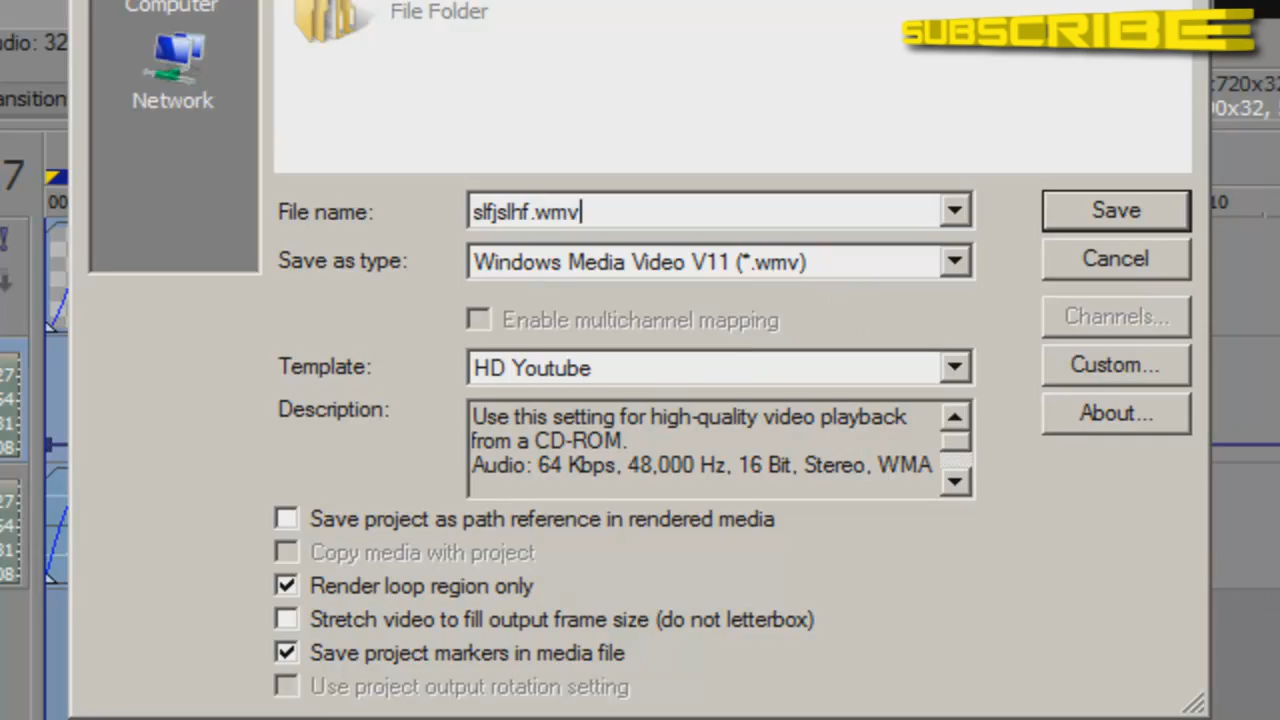 Computer
File Folder
SUBSCRIBE
Network
File name:
slfjslhf.wmv
Save
Save as type:
Windows Media Video V11 (*.wmv)
Cancel
Enable multichannel mapping
Channels...
Template:
HD Youtube
Custom...
Description:
Use this setting for high-quality video playback
from a CD-ROM.
Audio: 64 Kbps, 48,000 Hz, 16 Bit, Stereo, WMA
About...
Save project as path reference in rendered media
Copy media with project
Render loop region only
Stretch video to fill output frame size (do not letterbox)
Save project markers in media file
Use project output rotation setting